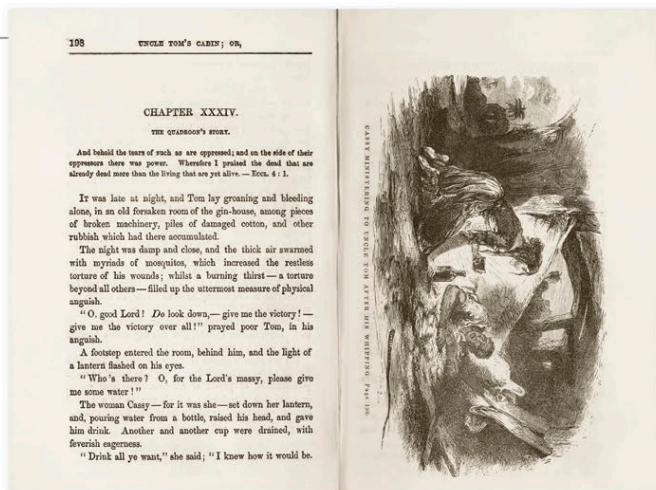 198
UNCLE TOM'S CABIN; OR,
CHAPTER XXXIV.
THE QUADROON'S STORY.
And behold the tears of such as are oppressed; and on the side of their
oppressors there was power. Wherefore I praised the dead that are
already dead more than the living that are yet alive. — ECCL. 4 : 1.
IT was late at night, and Tom lay groaning and bleeding
alone, in an old forsaken room of the gin-house, among pieces
of broken machinery, piles of damaged cotton, and other
rubbish which had there accumulated.
The night was damp and close, and the thick air swarmed
with myriads of mosquitos, which increased the restless
torture of his wounds; whilst a burning thirst — a torture
beyond all others — filled up the uttermost measure of physical
anguish.
"O, good Lord! Do look down, — give me the victory! —
give me the victory over all!" prayed poor Tom, in his
anguish.
A footstep entered the room, behind him, and the light of
a lantern flashed on his eyes.
"Who's there? O, for the Lord's massy, please give
me some water!"
The woman Cassy — for it was she — set down her lantern,
and, pouring water from a bottle, raised his head, and gave
him drink. Another and another cup were drained, with
feverish eagerness.
"Drink all ye want," she said; "I knew how it would be.
CASSY MINISTERING TO UNCLE TOM AFTER HIS WHIPPING. Page